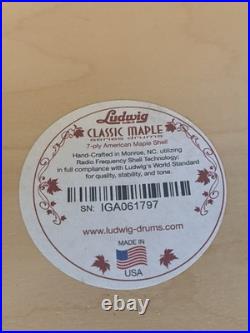 Ludwig
CLASSIC MAPLE
series drums
7-ply American Maple Shell
Hand-Crafted in Monroe, NC. utilizing
Radio Frequency Shell Technology;
in full compliance with Ludwig's World Standard
for quality, stability, and tone.
SN: IGA061797
www.ludwig-drums.com
MADE IN
USA